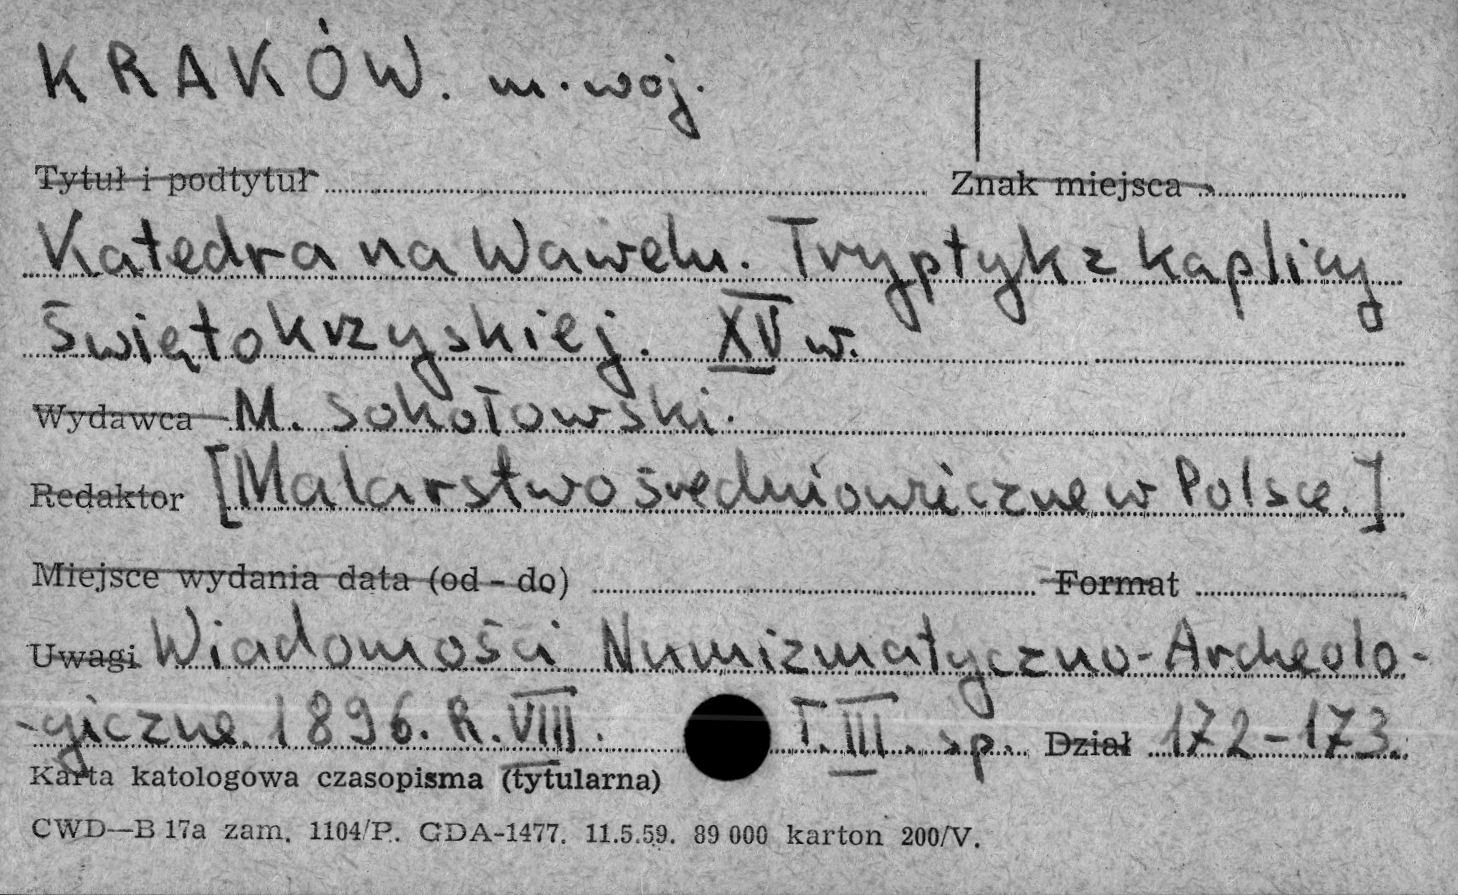 KRAKÓW. m. woj.
Tytuł i podtytuł Znak miejsca
Katedra na Wawelu. Tryptyk z kaplicy
Świętokrzyskiej. XV w.
Wydawca M. Sokołowski.
Redaktor [Malarstwo średniowieczne w Polsce.]
Miejsce wydania data (od - do) Format
Uwagi Wiadomości Numizmatyczno-Archeolo-
-giczne. 1896. R. VIII. T. III. sp. Dział 172-173.
Karta katologowa czasopisma (tytularna)
CWD—B 17a zam. 1104/P. GDA-1477. 11.5.59. 89 000 karton 200/V.